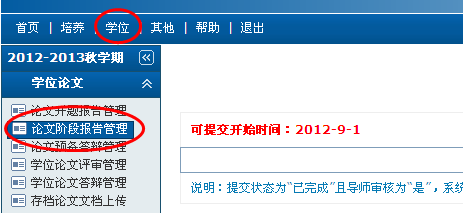 首页 | 培养 | 学位 | 其他 | 帮助 | 退出
2012-2013秋学期
学位论文
论文开题报告管理
论文阶段报告管理
论文预备答辩管理
学位论文评审管理
学位论文答辩管理
存档论文文档上传
可提交开始时间：2012-9-1
说明：提交状态为“已完成”且导师审核为“是”，系统